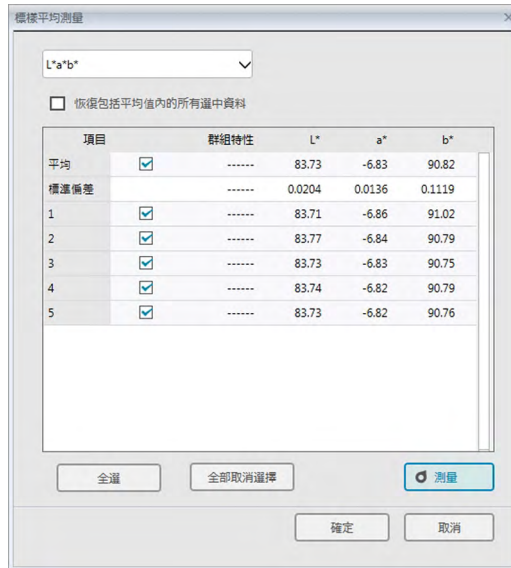 標樣平均測量
L*a*b*
恢復包括平均值內的所有選中資料
項目 群組特性 L* a* b*
平均 ------ 83.73 -6.83 90.82
標準偏差 ------ 0.0204 0.0136 0.1119
1 ------ 83.71 -6.86 91.02
2 ------ 83.77 -6.84 90.79
3 ------ 83.73 -6.83 90.75
4 ------ 83.74 -6.82 90.79
5 ------ 83.73 -6.82 90.76
全選 全部取消選擇 測量
確定 取消